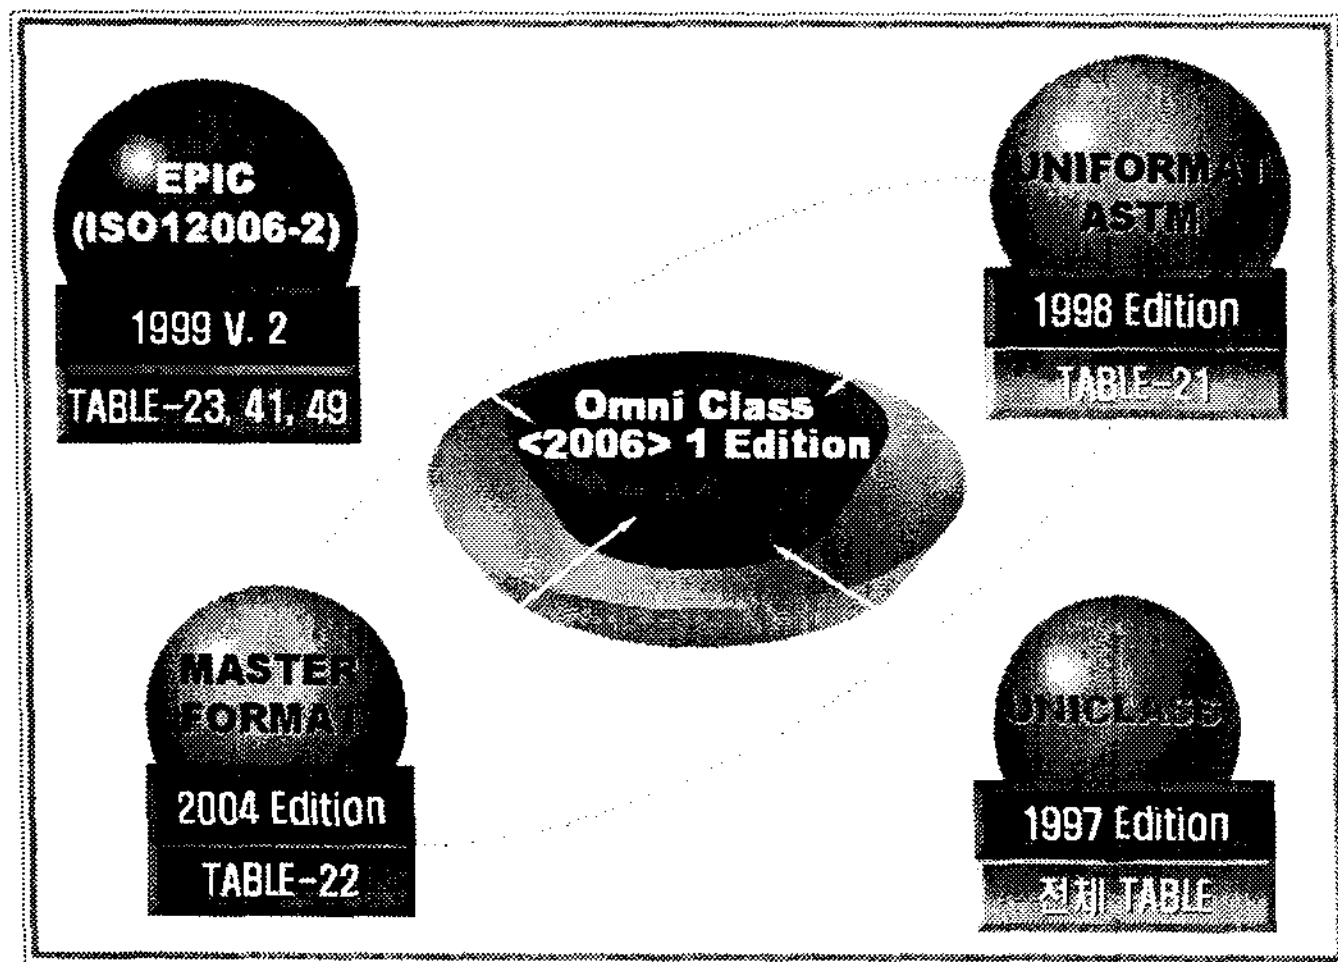 EPIC
(ISO12006-2)
1999 V. 2
TABLE-23, 41, 49
UNIFORMAT
ASTM
1998 Edition
TABLE-21
Omni Class
<2006> 1 Edition
MASTER
FORMAT
2004 Edition
TABLE-22
UNICLASS
1997 Edition
전체 TABLE